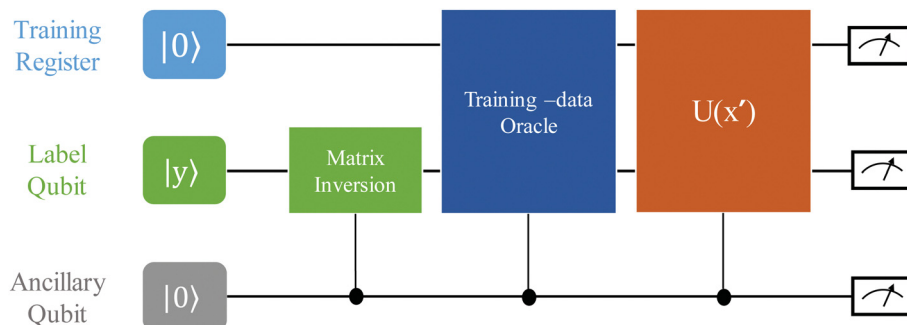 Training
Register
|0⟩
Training –data
Oracle
U(x′)
Label
Qubit
|y⟩
Matrix
Inversion
Ancillary
Qubit
|0⟩